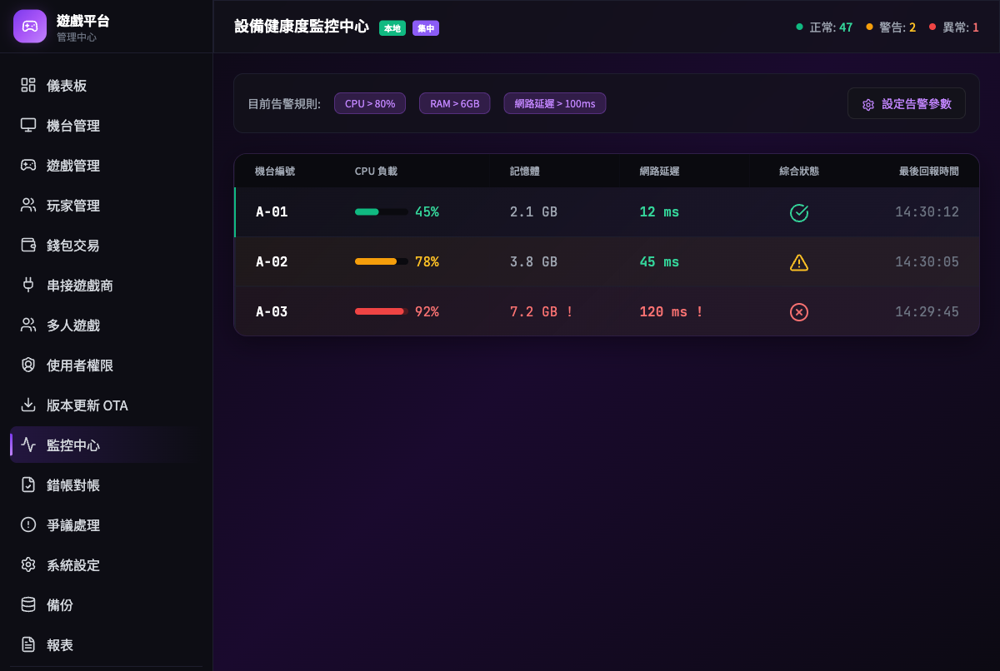 遊戲平台
管理中心
儀表板
機台管理
遊戲管理
玩家管理
錢包交易
串接遊戲商
多人遊戲
使用者權限
版本更新 OTA
監控中心
錯帳對帳
爭議處理
系統設定
備份
報表
設備健康度監控中心 本地 集中
正常: 47 警告: 2 異常: 1
目前告警規則: CPU > 80% RAM > 6GB 網路延遲 > 100ms 設定告警參數
機台編號 CPU 負載 記憶體 網路延遲 綜合狀態 最後回報時間
A-01 45% 2.1 GB 12 ms 14:30:12
A-02 78% 3.8 GB 45 ms 14:30:05
A-03 92% 7.2 GB ! 120 ms ! 14:29:45